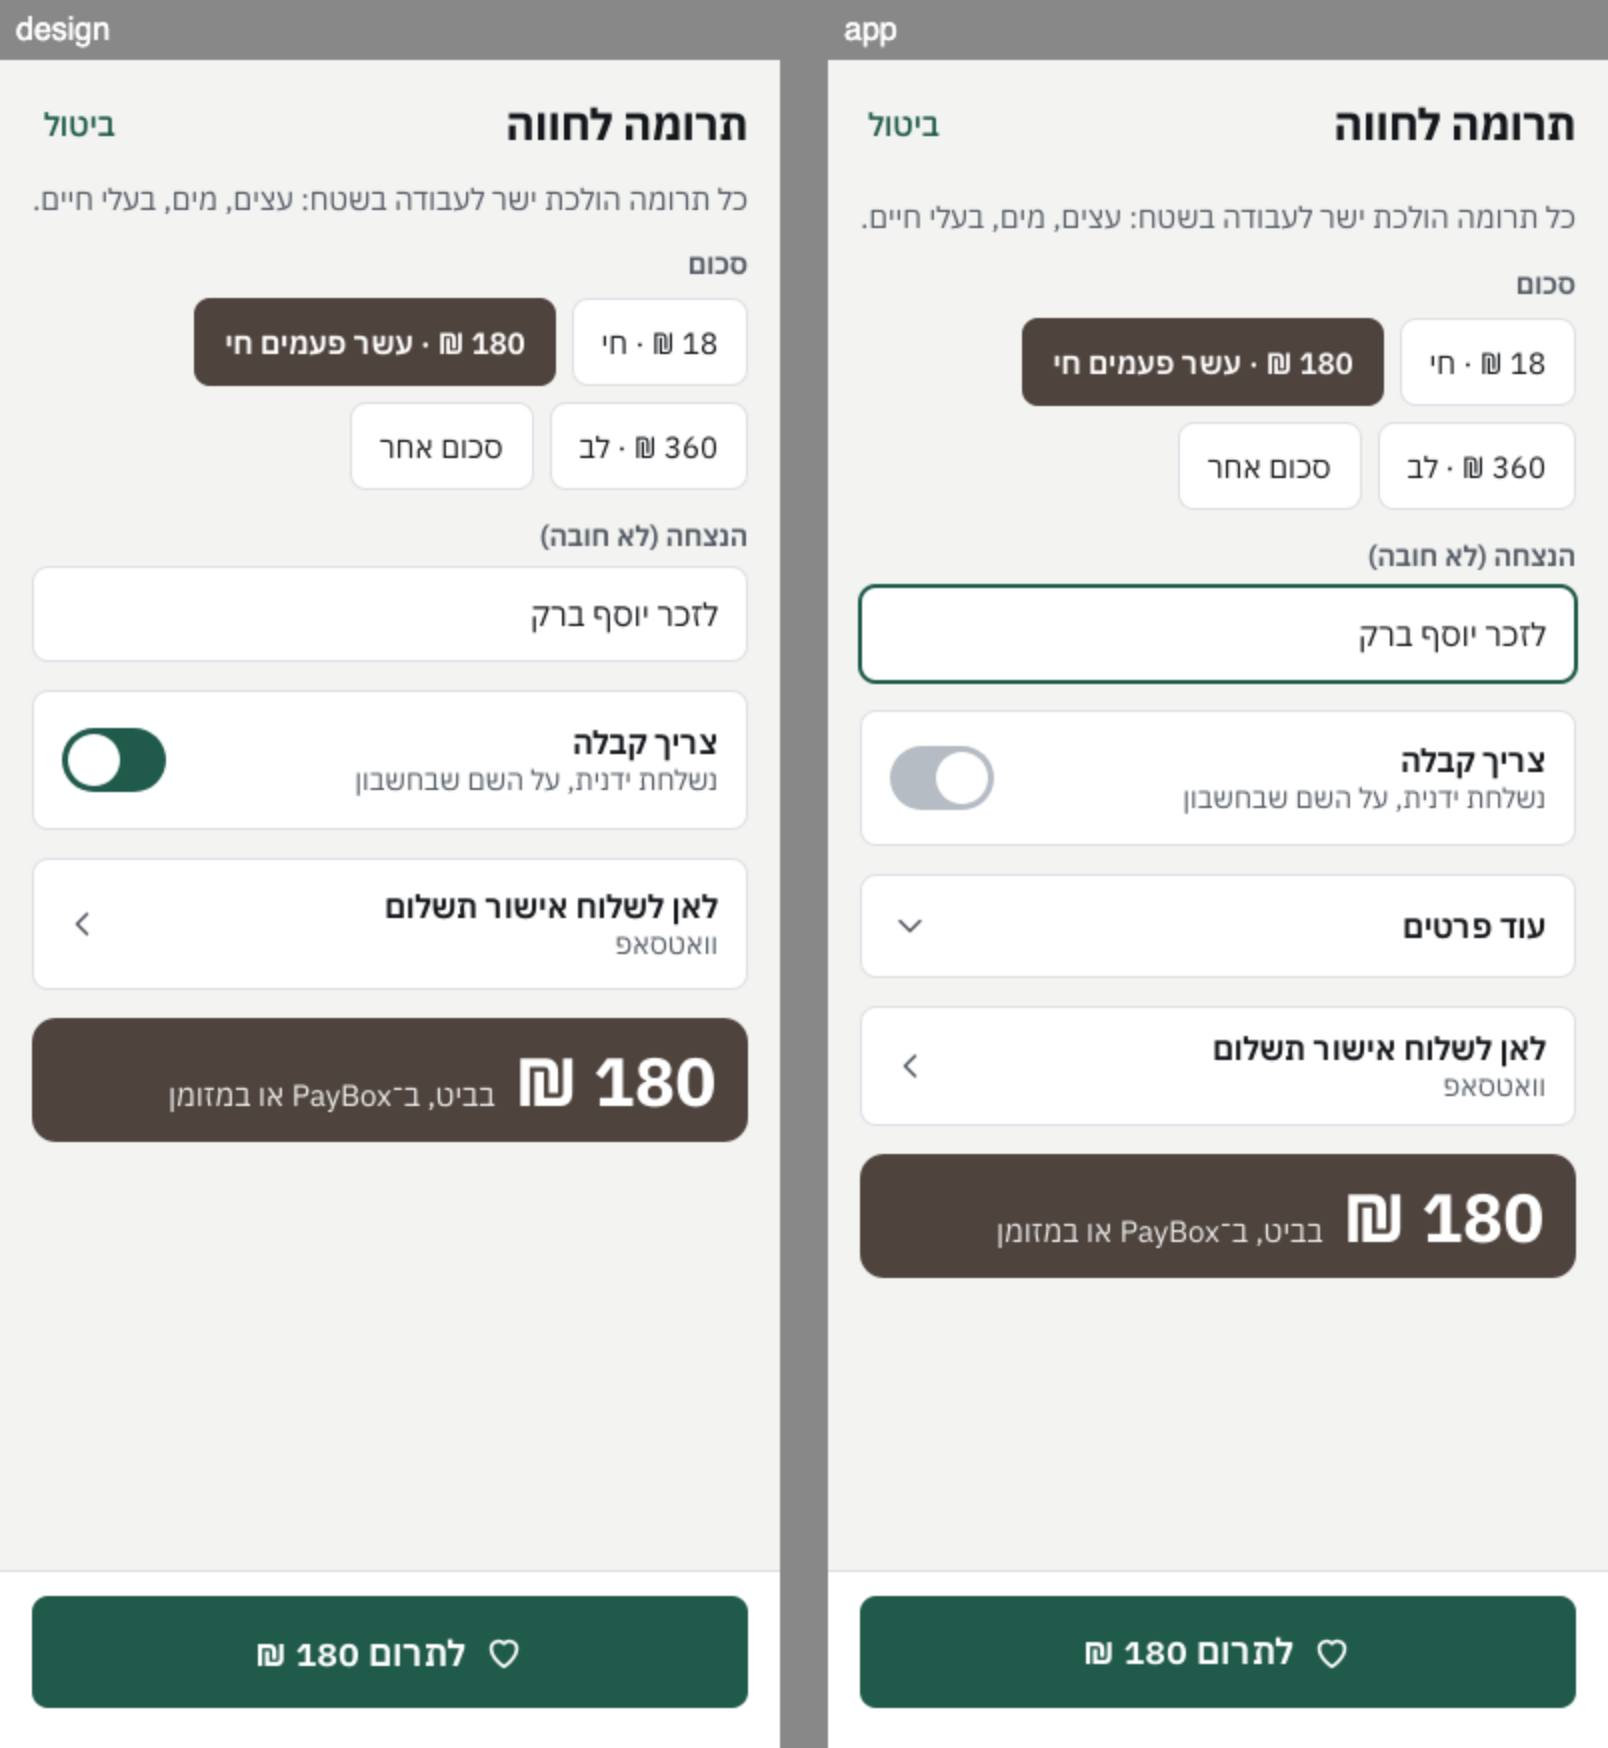 design
תרומה לחווה
ביטול
כל תרומה הולכת ישר לעבודה בשטח: עצים, מים, בעלי חיים.
סכום
18 ₪ · חי
180 ₪ · עשר פעמים חי
360 ₪ · לב
סכום אחר
הנצחה (לא חובה)
לזכר יוסף ברק
צריך קבלה
נשלחת ידנית, על השם שבחשבון
לאן לשלוח אישור תשלום
וואטסאפ
180 ₪ בביט, ב־PayBox או במזומן
לתרום 180 ₪
app
תרומה לחווה
ביטול
כל תרומה הולכת ישר לעבודה בשטח: עצים, מים, בעלי חיים.
סכום
18 ₪ · חי
180 ₪ · עשר פעמים חי
360 ₪ · לב
סכום אחר
הנצחה (לא חובה)
לזכר יוסף ברק
צריך קבלה
נשלחת ידנית, על השם שבחשבון
עוד פרטים
לאן לשלוח אישור תשלום
וואטסאפ
180 ₪ בביט, ב־PayBox או במזומן
לתרום 180 ₪